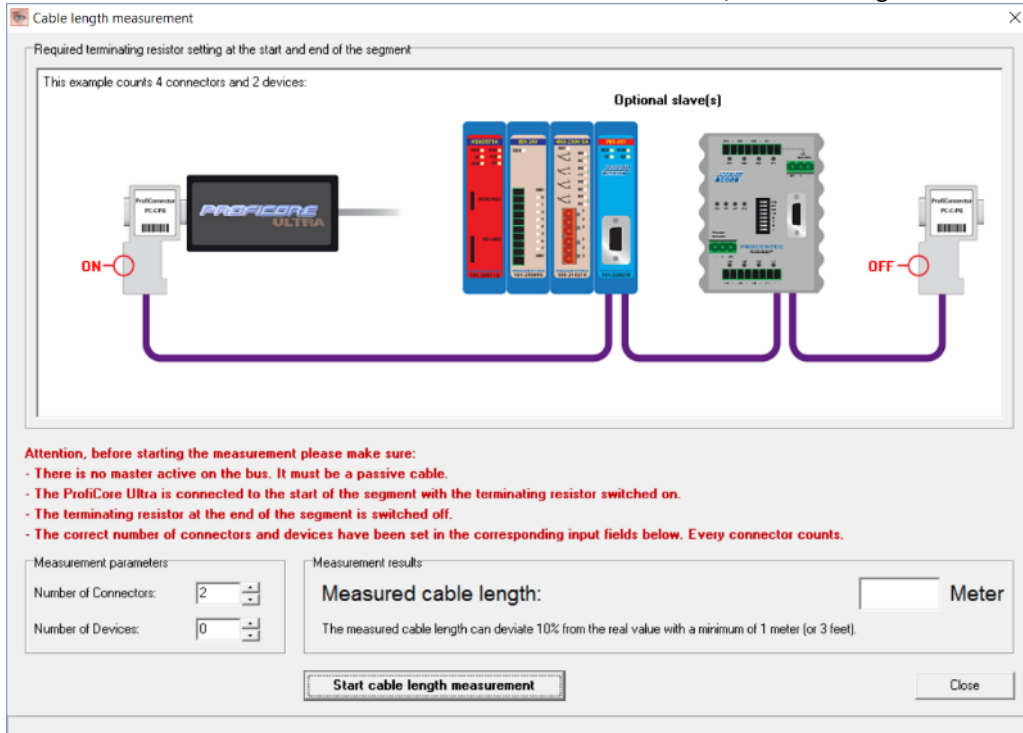 Cable length measurement
Required terminating resistor setting at the start and end of the segment
This example counts 4 connectors and 2 devices:
Optional slave(s)
ProfiConnector
PC-C-PG
PROFICORE
ULTRA
ProfiConnector
PC-C-PG
ON
OFF
Attention, before starting the measurement please make sure:
- There is no master active on the bus. It must be a passive cable.
- The ProfiCore Ultra is connected to the start of the segment with the terminating resistor switched on.
- The terminating resistor at the end of the segment is switched off.
- The correct number of connectors and devices have been set in the corresponding input fields below. Every connector counts.
Measurement parameters
Number of Connectors: 2
Number of Devices: 0
Measurement results
Measured cable length: Meter
The measured cable length can deviate 10% from the real value with a minimum of 1 meter (or 3 feet).
Start cable length measurement
Close